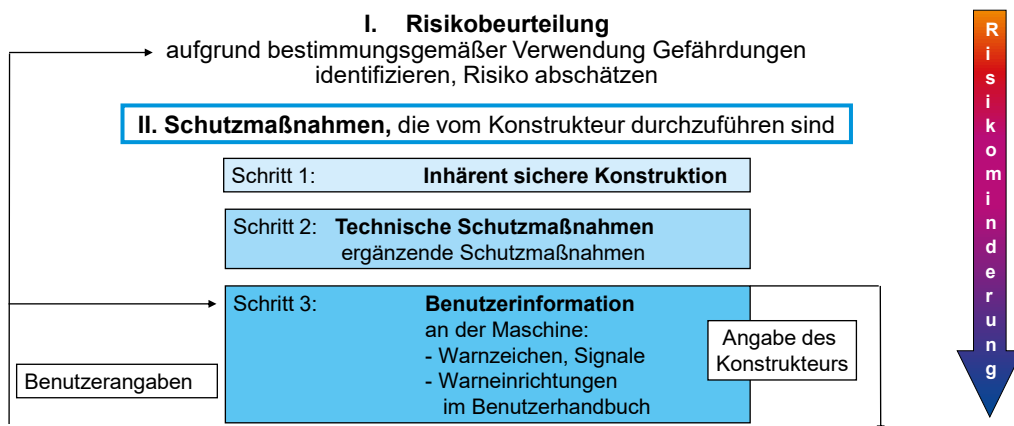 I. Risikobeurteilung
aufgrund bestimmungsgemäßer Verwendung Gefährdungen
identifizieren, Risiko abschätzen
II. Schutzmaßnahmen, die vom Konstrukteur durchzuführen sind
Schritt 1: Inhärent sichere Konstruktion
Schritt 2: Technische Schutzmaßnahmen
ergänzende Schutzmaßnahmen
Schritt 3: Benutzerinformation
an der Maschine:
- Warnzeichen, Signale
- Warneinrichtungen
im Benutzerhandbuch
Angabe des
Konstrukteurs
Benutzerangaben
Risikominderung